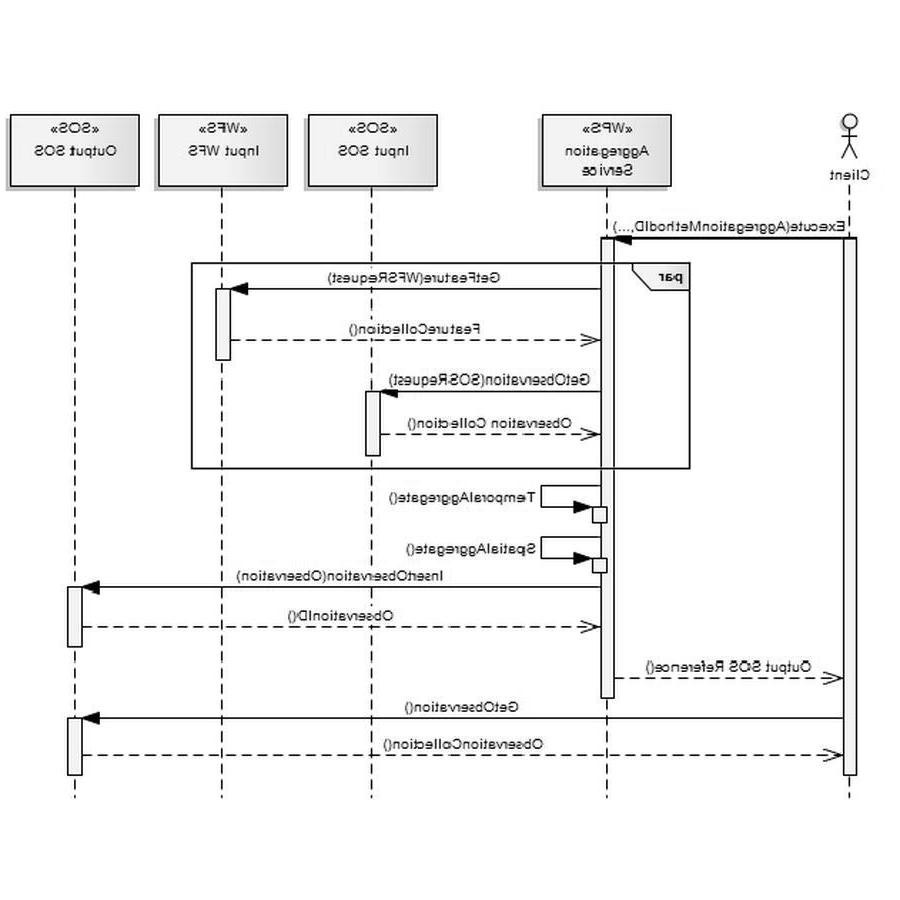 Client
«WPS»
Aggregation
Service
«SOS»
Input SOS
«WFS»
Input WFS
«SOS»
Output SOS
Execute(AggregationMethodID,...)
par
GetFeature(WFSRequest)
FeatureCollection()
GetObservation(SOSRequest)
Observation Collection()
TemporalAggregate()
SpatialAggregate()
InsertObservation(Observation)
ObservationID()
Output SOS Reference()
GetObservation()
ObservationCollection()